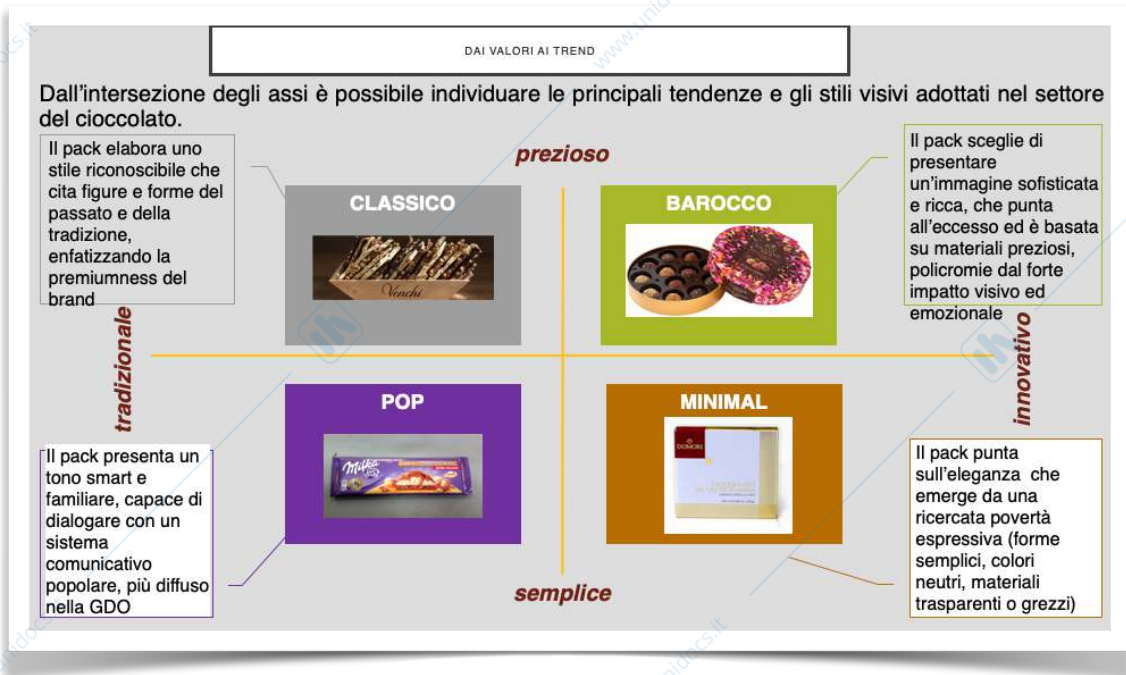 DAI VALORI AI TREND
Dall'intersezione degli assi è possibile individuare le principali tendenze e gli stili visivi adottati nel settore
del cioccolato.
Il pack elabora uno
stile riconoscibile che
cita figure e forme del
passato e della
tradizione,
enfatizzando la
premiumness del
brand
prezioso
Il pack sceglie di
presentare
un'immagine sofisticata
e ricca, che punta
all'eccesso ed è basata
su materiali preziosi,
policromie dal forte
impatto visivo ed
emozionale
CLASSICO
Venchi
BAROCCO
tradizionale
innovativo
POP
Milka
MINIMAL
DOMORI
Il pack presenta un
tono smart e
familiare, capace di
dialogare con un
sistema
comunicativo
popolare, più diffuso
nella GDO
Il pack punta
sull'eleganza che
emerge da una
ricercata povertà
espressiva (forme
semplici, colori
neutri, materiali
trasparenti o grezzi)
semplice